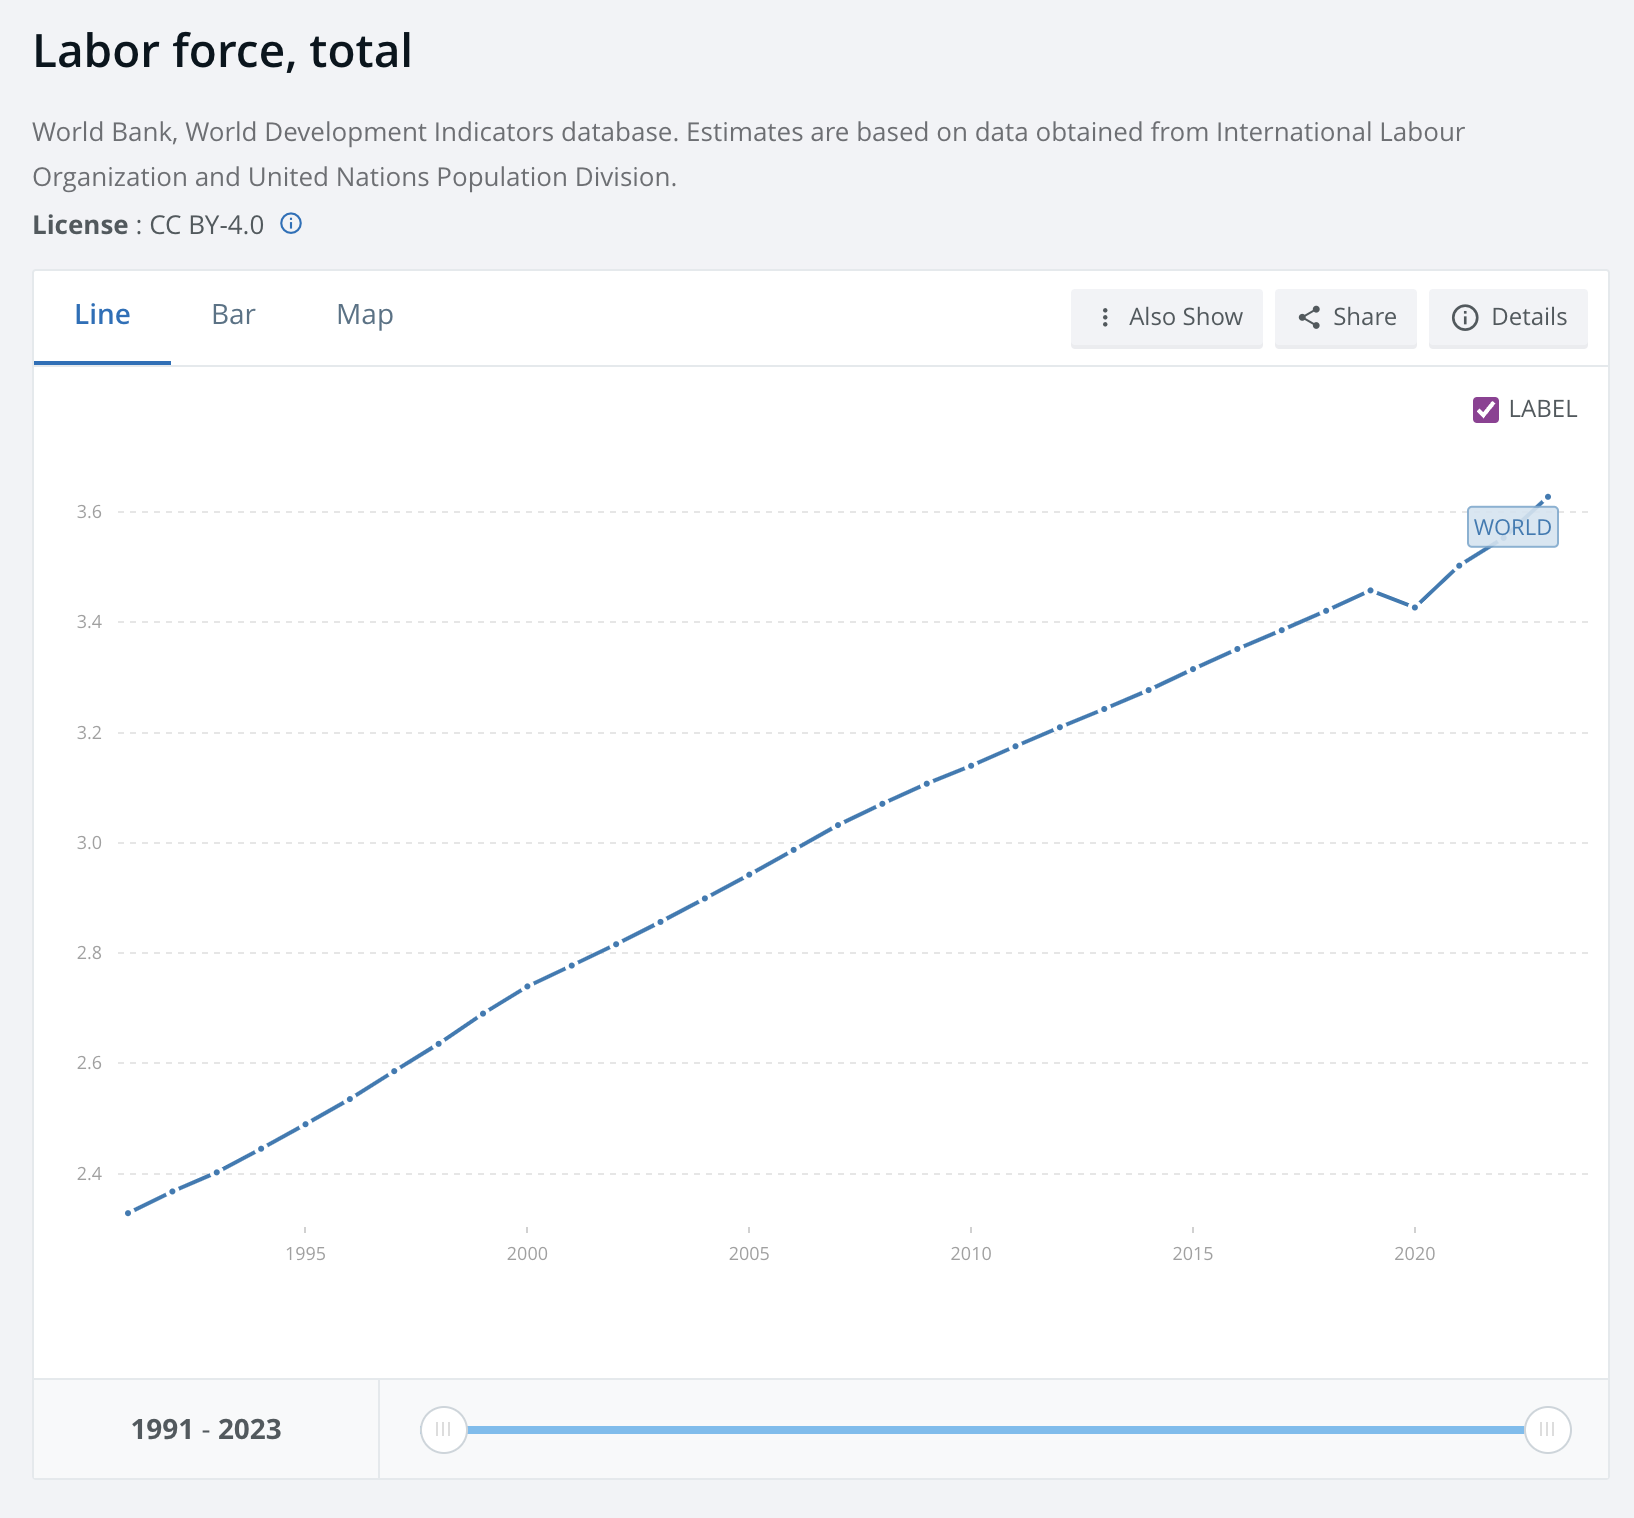 Labor force, total
World Bank, World Development Indicators database. Estimates are based on data obtained from International Labour
Organization and United Nations Population Division.
License : CC BY-4.0
Line Bar Map Also Show Share Details
LABEL
3.6
WORLD
3.4
3.2
3.0
2.8
2.6
2.4
1995 2000 2005 2010 2015 2020
1991 - 2023